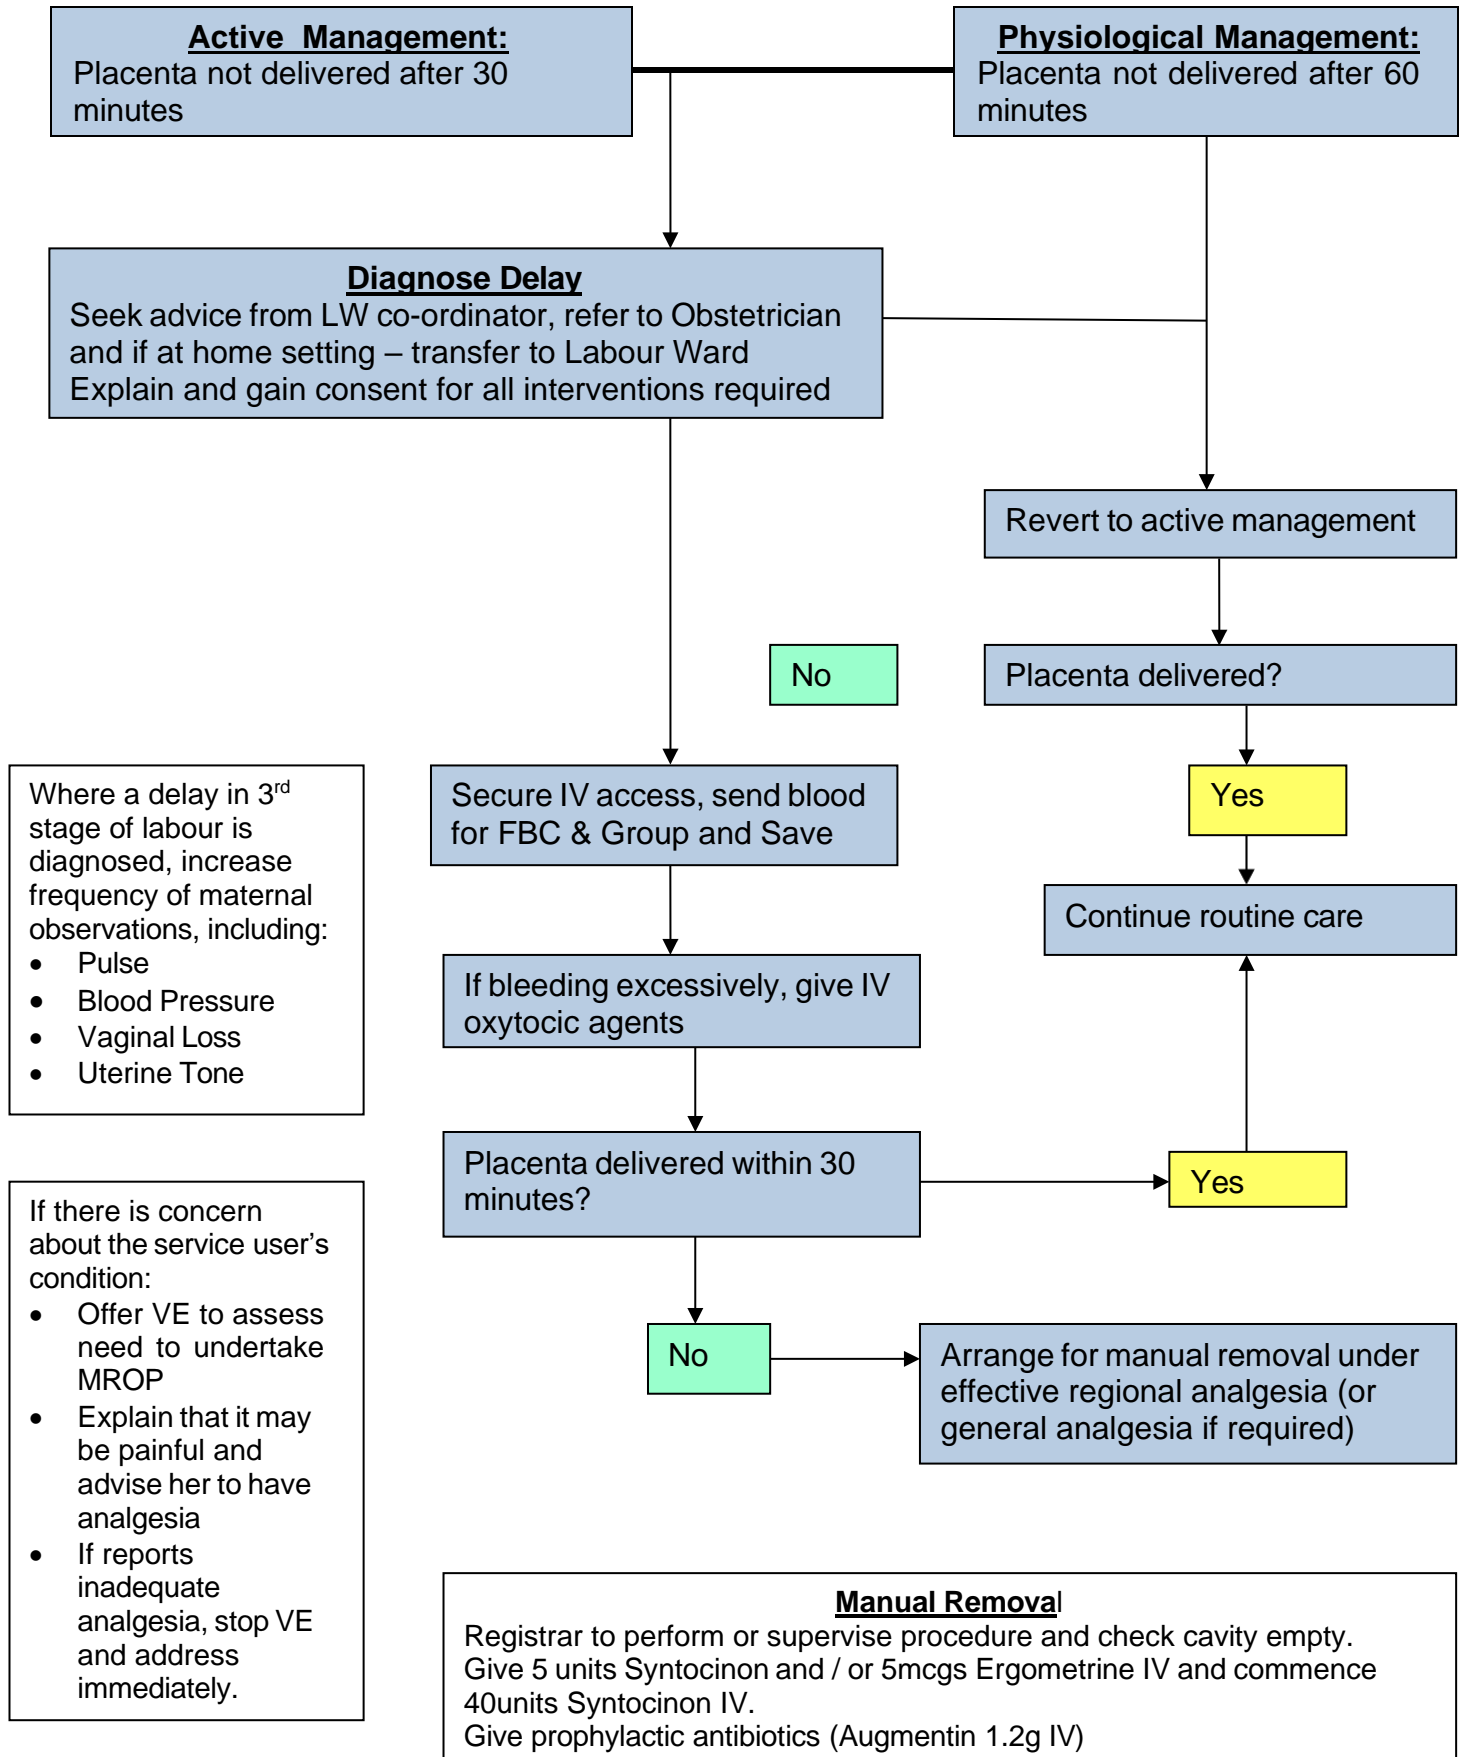 Active Management:
Placenta not delivered after 30
minutes
Physiological Management:
Placenta not delivered after 60
minutes
Diagnose Delay
Seek advice from LW co-ordinator, refer to Obstetrician
and if at home setting – transfer to Labour Ward
Explain and gain consent for all interventions required
Revert to active management
No
Placenta delivered?
Where a delay in 3rd
stage of labour is
diagnosed, increase
frequency of maternal
observations, including:
• Pulse
• Blood Pressure
• Vaginal Loss
• Uterine Tone
Secure IV access, send blood
for FBC & Group and Save
Yes
Continue routine care
If bleeding excessively, give IV
oxytocic agents
Placenta delivered within 30
minutes?
Yes
If there is concern
about the service user’s
condition:
• Offer VE to assess
need to undertake
MROP
• Explain that it may
be painful and
advise her to have
analgesia
• If reports
inadequate
analgesia, stop VE
and address
immediately.
No
Arrange for manual removal under
effective regional analgesia (or
general analgesia if required)
Manual Removal
Registrar to perform or supervise procedure and check cavity empty.
Give 5 units Syntocinon and / or 5mcgs Ergometrine IV and commence
40units Syntocinon IV.
Give prophylactic antibiotics (Augmentin 1.2g IV)